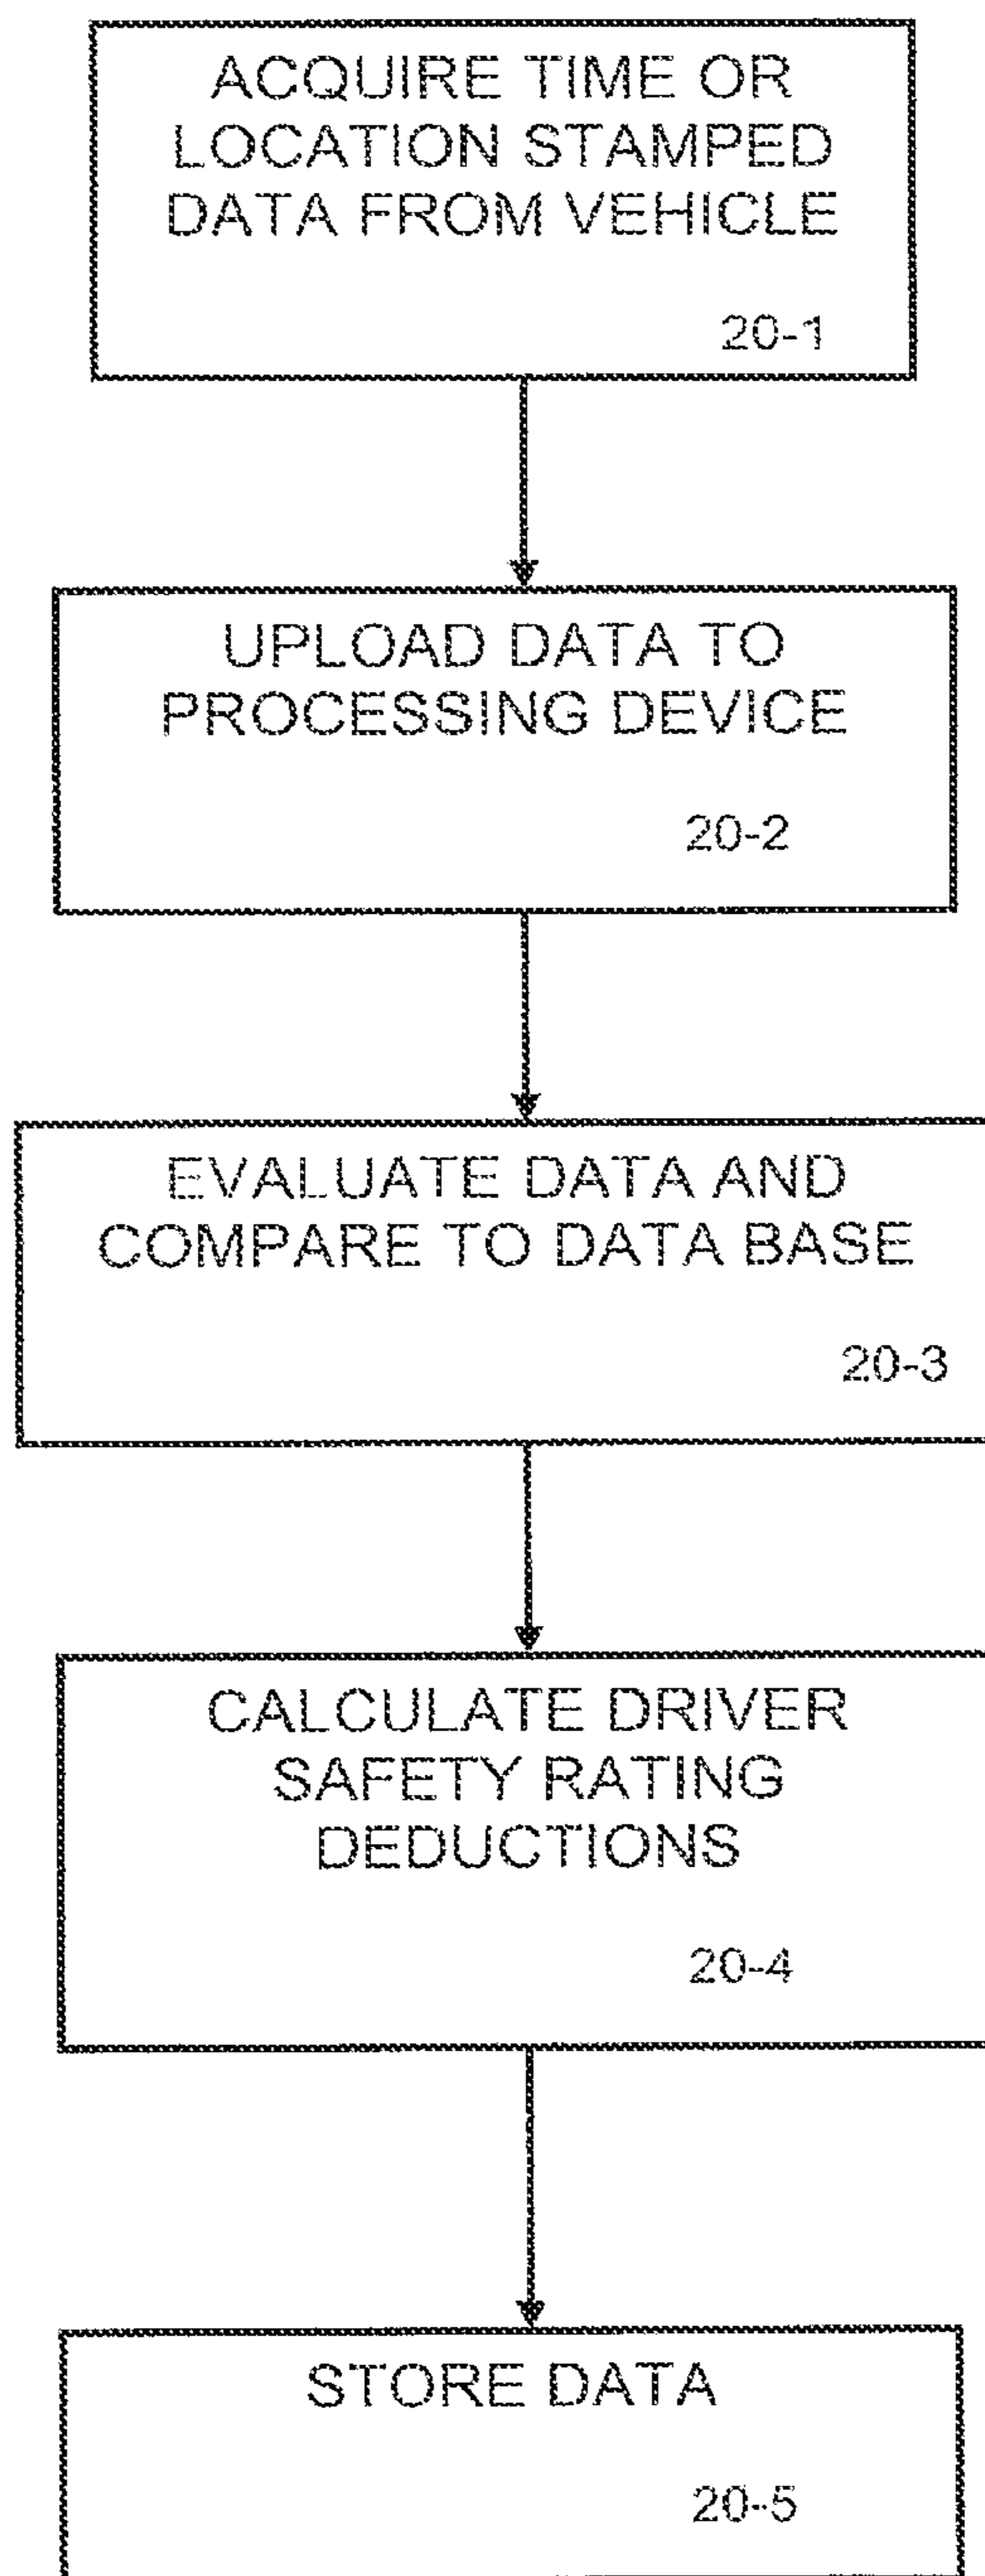 ACQUIRE TIME OR
LOCATION STAMPED
DATA FROM VEHICLE
20-1
UPLOAD DATA TO
PROCESSING DEVICE
20-2
EVALUATE DATA AND
COMPARE TO DATA BASE
20-3
CALCULATE DRIVER
SAFETY RATING
DEDUCTIONS
20-4
STORE DATA
20-5